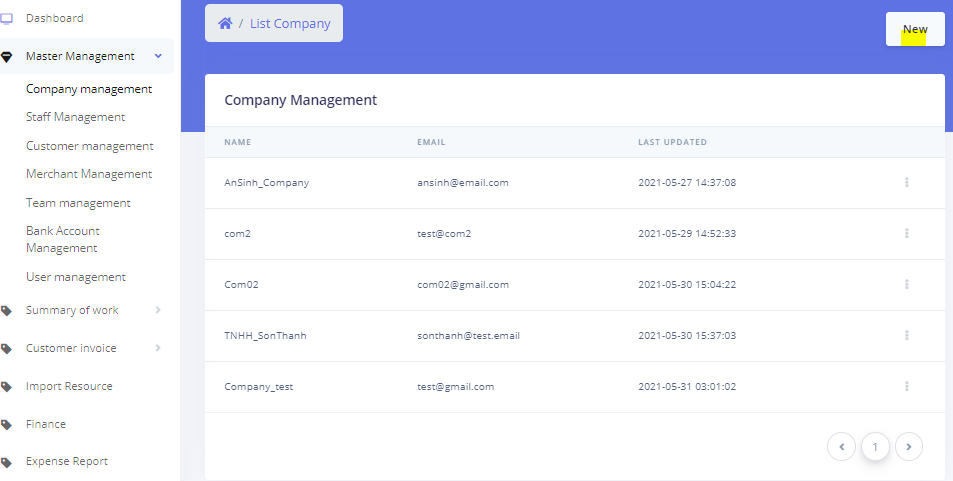 Dashboard
Master Management
Company management
Staff Management
Customer management
Merchant Management
Team management
Bank Account
Management
User management
Summary of work
Customer invoice
Import Resource
Finance
Expense Report
/ List Company
New
Company Management
NAME EMAIL LAST UPDATED
AnSinh_Company ansinh@email.com 2021-05-27 14:37:08
com2 test@com2 2021-05-29 14:52:33
Com02 com02@gmail.com 2021-05-30 15:04:22
TNHH_SonThanh sonthanh@test.email 2021-05-30 15:37:03
Company_test test@gmail.com 2021-05-31 03:01:02
1